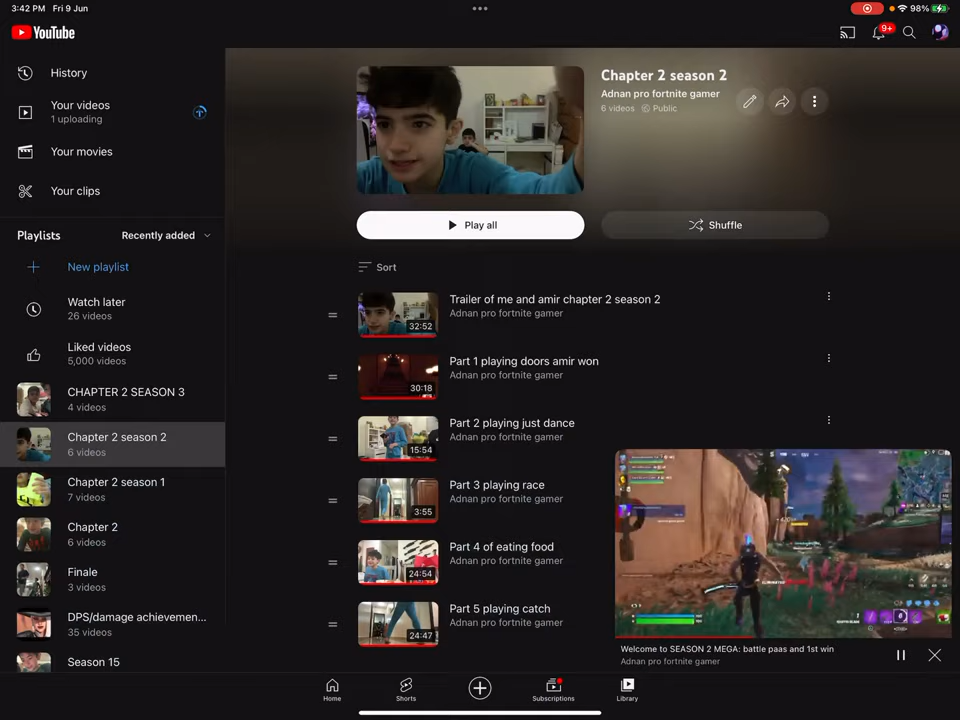 3:42 PM Fri 9 Jun
98%
YouTube
9+
History
Your videos
1 uploading
Your movies
Your clips
Playlists
Recently added
New playlist
Watch later
26 videos
Liked videos
5,000 videos
CHAPTER 2 SEASON 3
4 videos
Chapter 2 season 2
6 videos
Chapter 2 season 1
7 videos
Chapter 2
6 videos
Finale
3 videos
DPS/damage achievemen...
35 videos
Season 15
Chapter 2 season 2
Adnan pro fortnite gamer
6 videos Public
Play all
Shuffle
Sort
Trailer of me and amir chapter 2 season 2
Adnan pro fortnite gamer
32:52
Part 1 playing doors amir won
Adnan pro fortnite gamer
30:18
Part 2 playing just dance
Adnan pro fortnite gamer
15:54
Part 3 playing race
Adnan pro fortnite gamer
3:55
Part 4 of eating food
Adnan pro fortnite gamer
24:54
Part 5 playing catch
Adnan pro fortnite gamer
24:47
Welcome to SEASON 2 MEGA: battle paas and 1st win
Adnan pro fortnite gamer
Home
Shorts
Subscriptions
Library